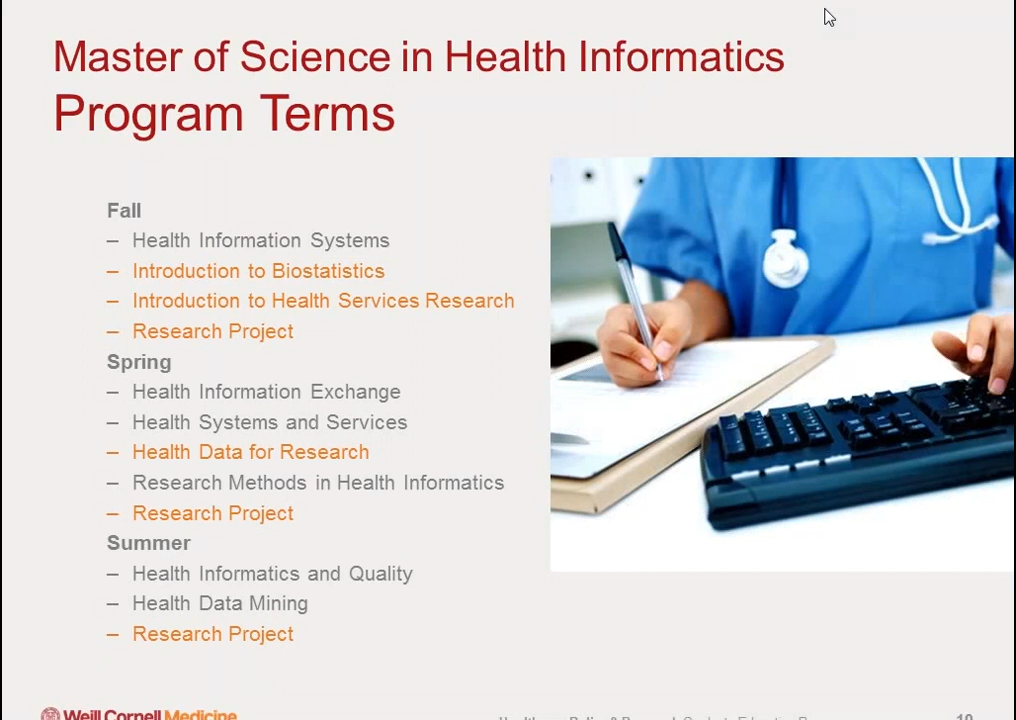 Master of Science in Health Informatics
Program Terms
Fall
– Health Information Systems
– Introduction to Biostatistics
– Introduction to Health Services Research
– Research Project
Spring
– Health Information Exchange
– Health Systems and Services
– Health Data for Research
– Research Methods in Health Informatics
– Research Project
Summer
– Health Informatics and Quality
– Health Data Mining
– Research Project
Weill Cornell Medicine